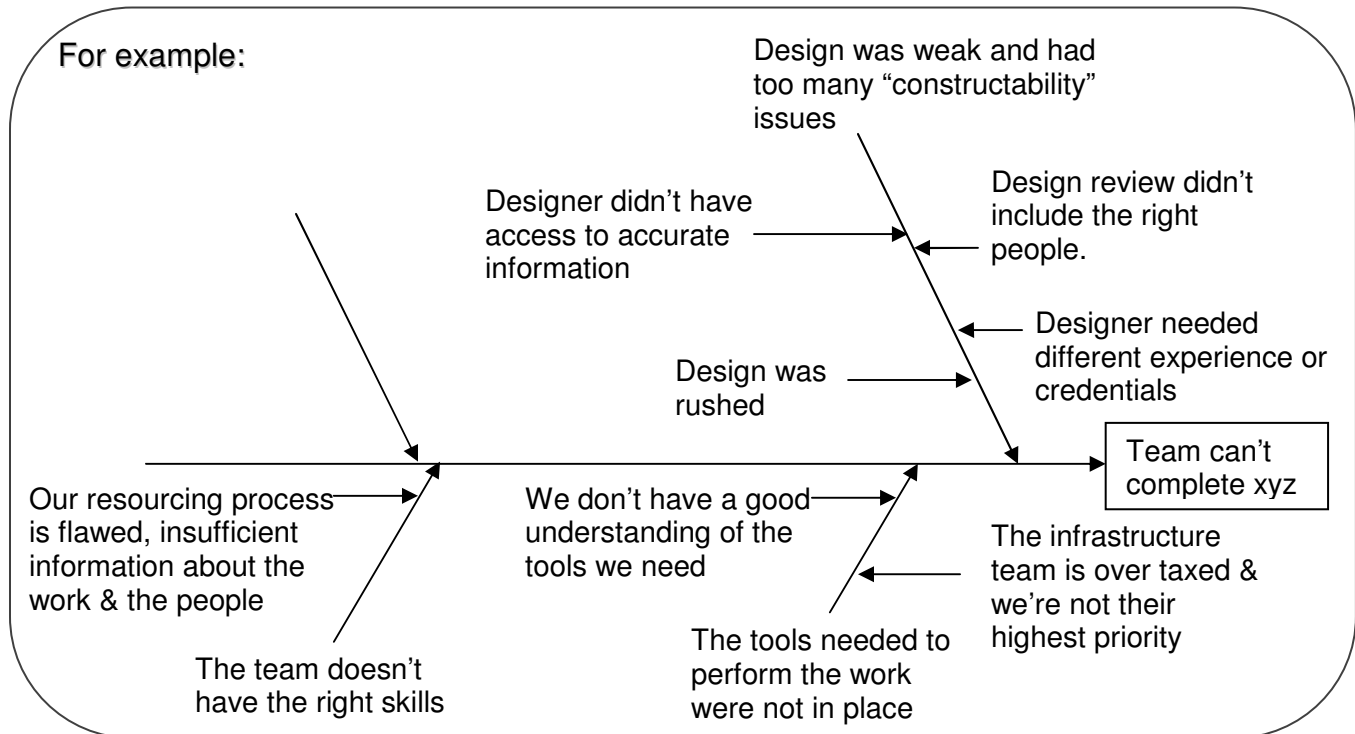 For example:
Design was weak and had
too many “constructability”
issues
Designer didn’t have
access to accurate
information
Design review didn’t
include the right
people.
Designer needed
different experience or
credentials
Design was
rushed
Team can’t
complete xyz
Our resourcing process
is flawed, insufficient
information about the
work & the people
We don’t have a good
understanding of the
tools we need
The infrastructure
team is over taxed &
we’re not their
highest priority
The team doesn’t
have the right skills
The tools needed to
perform the work
were not in place